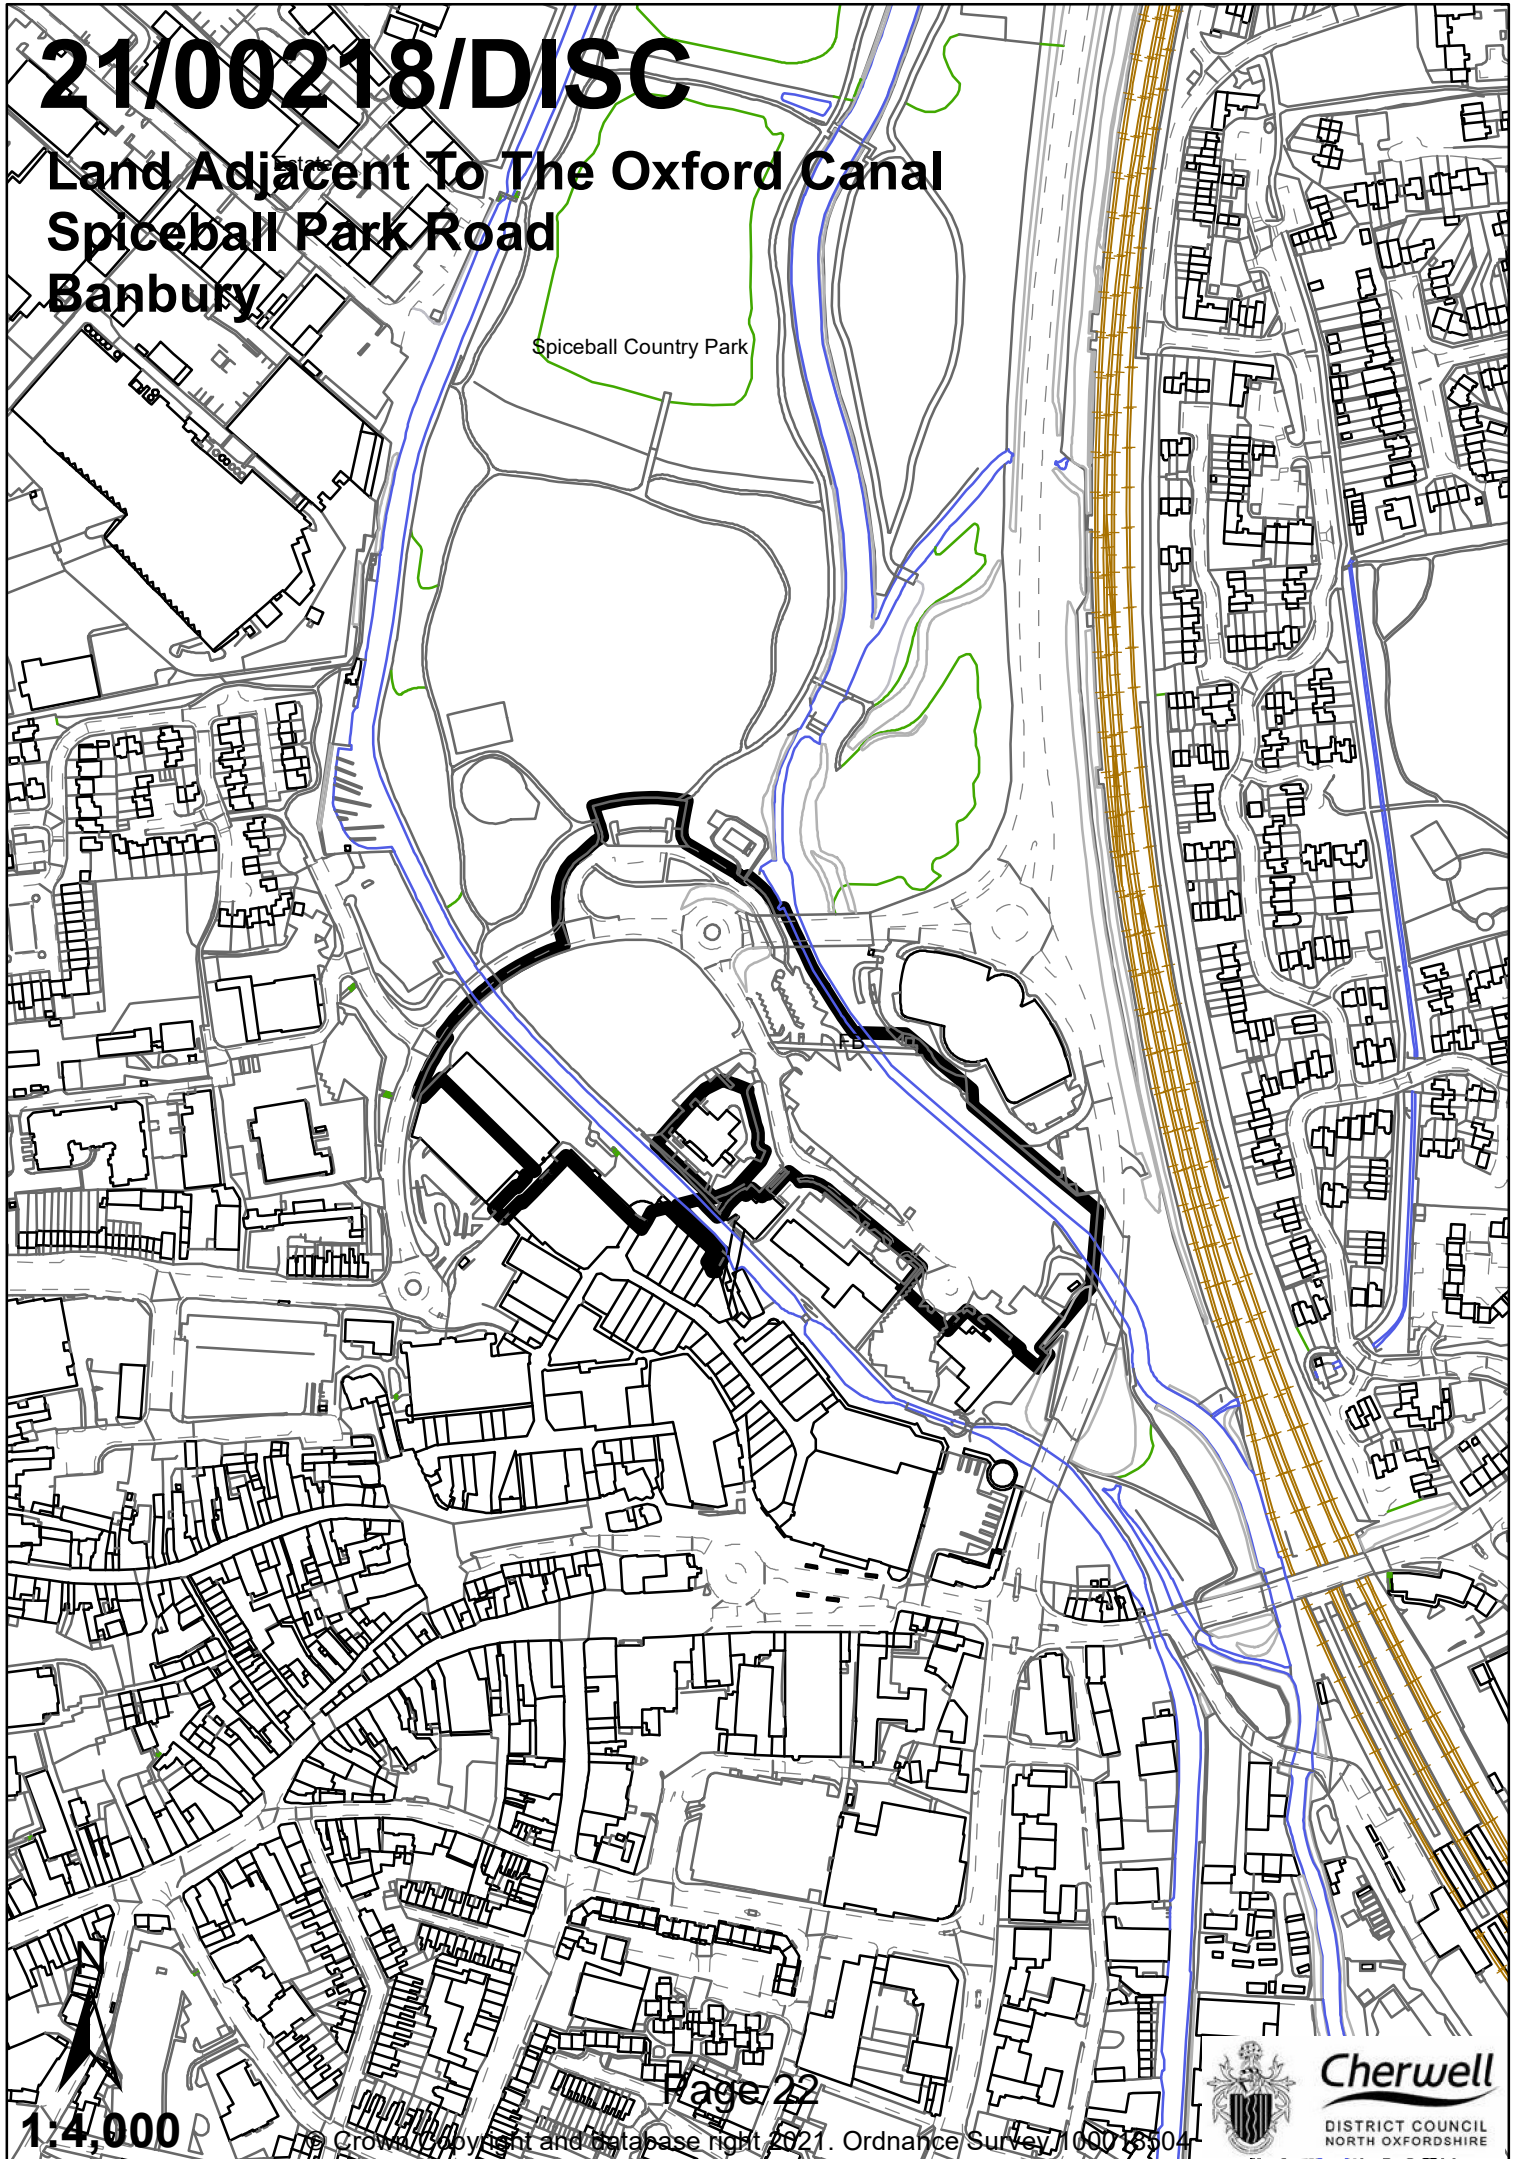 21/00218/DISC
Estate
Land Adjacent To The Oxford Canal
Spiceball Park Road
Banbury
Spiceball Country Park
FB
N
Page 22
1:4,000
© Crown Copyright and database right 2021. Ordnance Survey 100018504
Cherwell
DISTRICT COUNCIL
NORTH OXFORDSHIRE